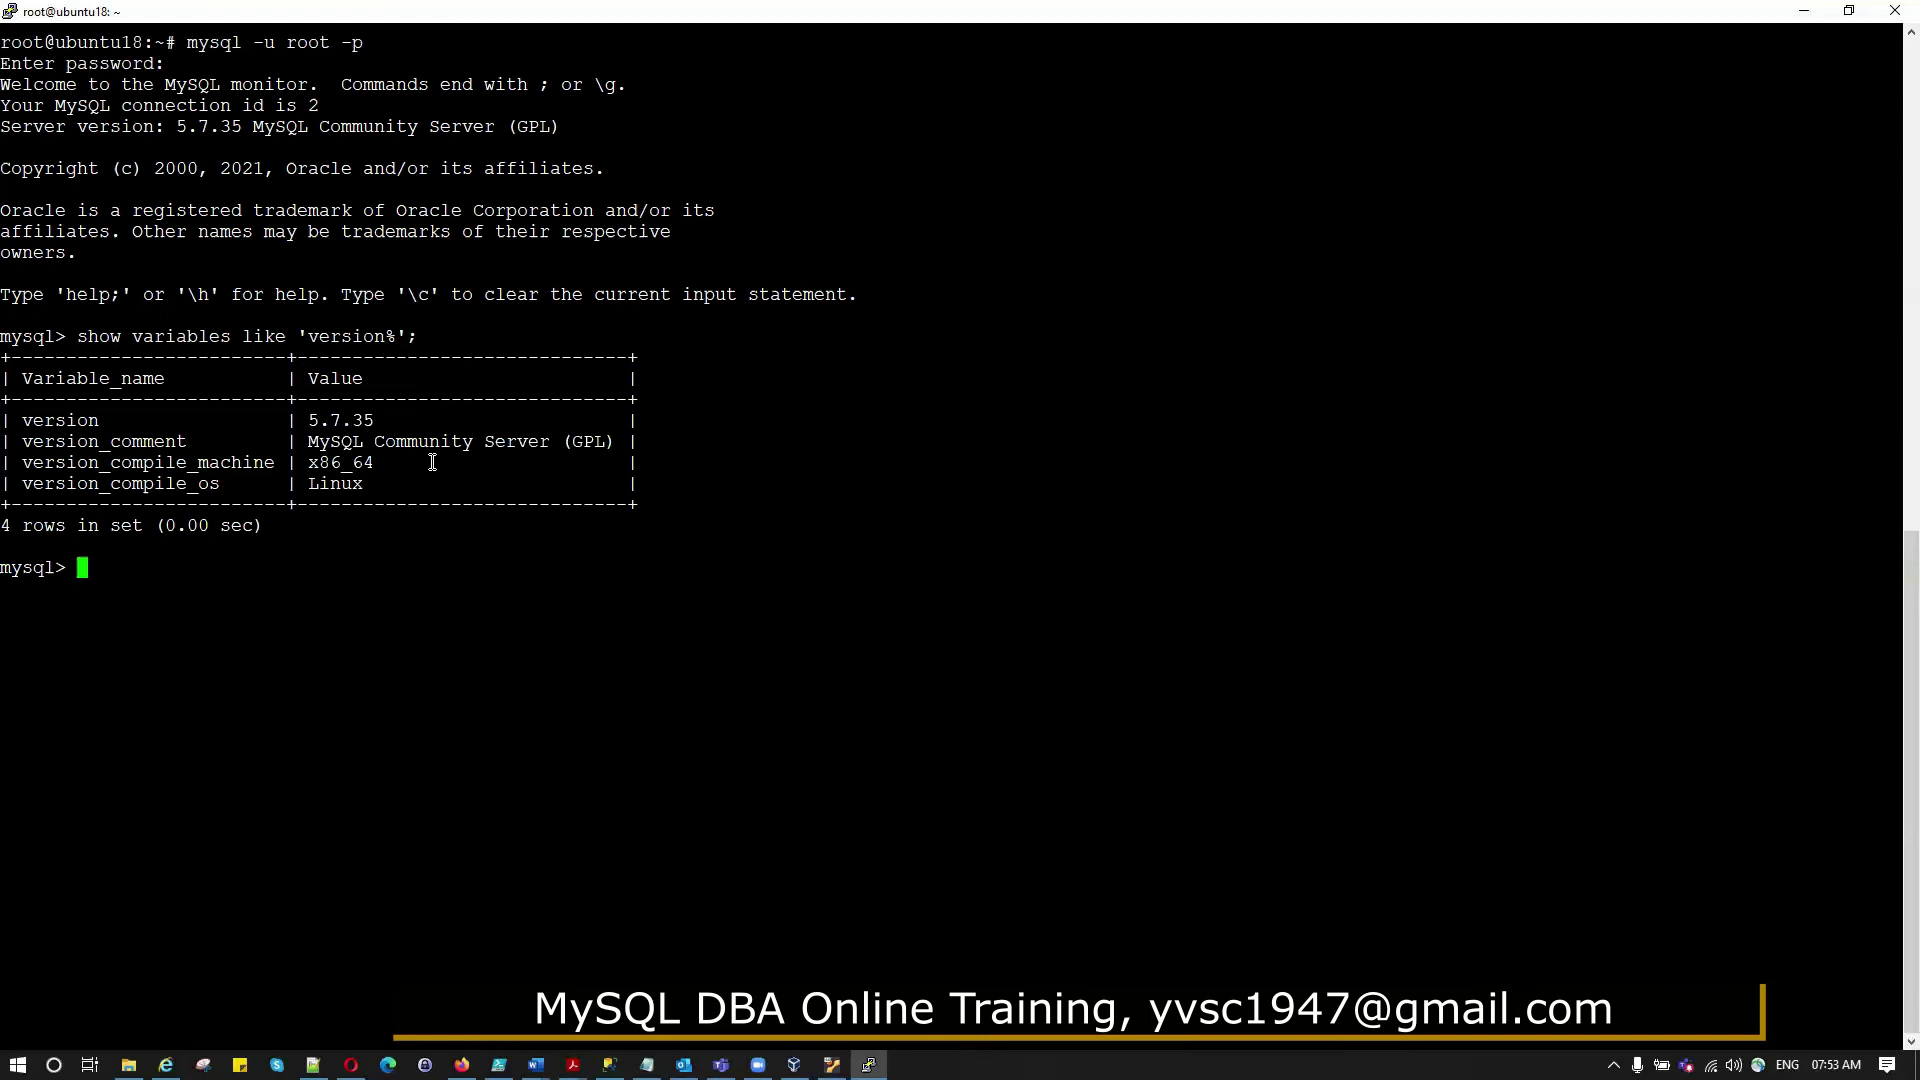 root@ubuntu18: ~
root@ubuntu18:~# mysql -u root -p
Enter password:
Welcome to the MySQL monitor.  Commands end with ; or \g.
Your MySQL connection id is 2
Server version: 5.7.35 MySQL Community Server (GPL)
Copyright (c) 2000, 2021, Oracle and/or its affiliates.
Oracle is a registered trademark of Oracle Corporation and/or its
affiliates. Other names may be trademarks of their respective
owners.
Type 'help;' or '\h' for help. Type '\c' to clear the current input statement.
mysql> show variables like 'version%';
+-------------------------+------------------------------+
| Variable_name           | Value                        |
+-------------------------+------------------------------+
| version                 | 5.7.35                       |
| version_comment         | MySQL Community Server (GPL) |
| version_compile_machine | x86_64                       |
| version_compile_os      | Linux                        |
+-------------------------+------------------------------+
4 rows in set (0.00 sec)
mysql>
MySQL DBA Online Training, yvsc1947@gmail.com
ENG 07:53 AM